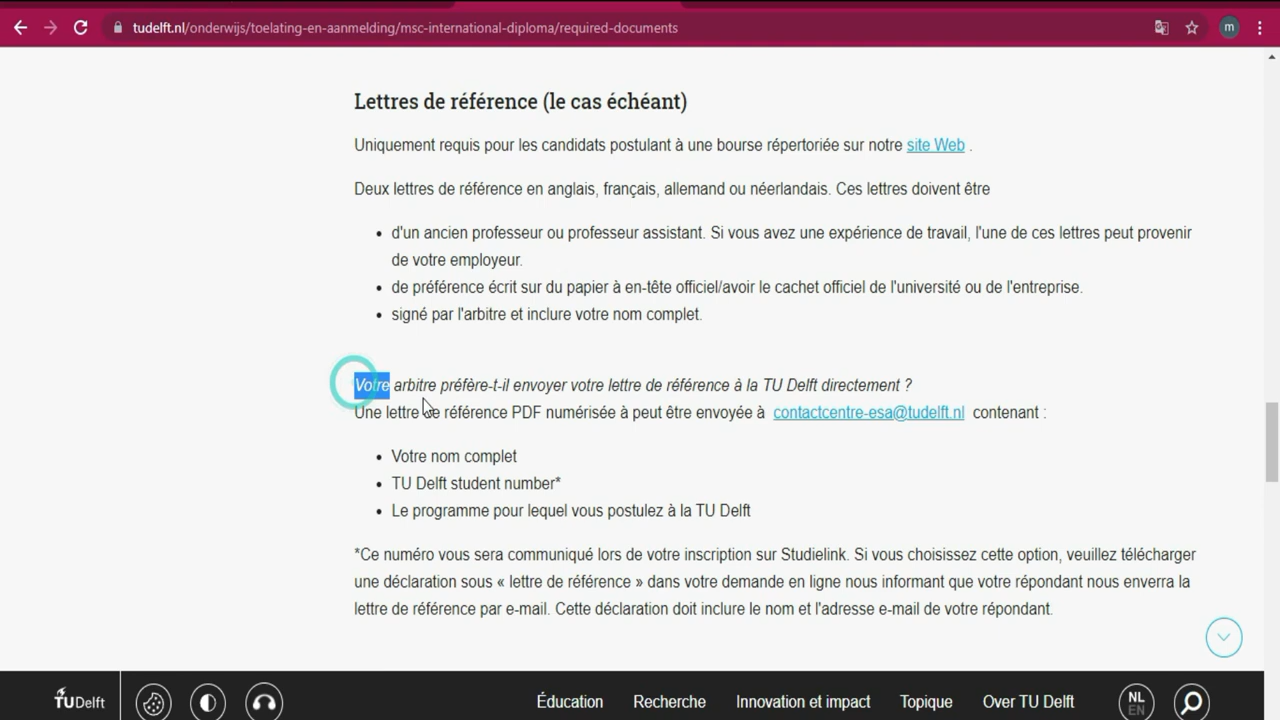 tudelft.nl/onderwijs/toelating-en-aanmelding/msc-international-diploma/required-documents
m
Lettres de référence (le cas échéant)
Uniquement requis pour les candidats postulant à une bourse répertoriée sur notre site Web .
Deux lettres de référence en anglais, français, allemand ou néerlandais. Ces lettres doivent être
• d'un ancien professeur ou professeur assistant. Si vous avez une expérience de travail, l'une de ces lettres peut provenir
de votre employeur.
• de préférence écrit sur du papier à en-tête officiel/avoir le cachet officiel de l'université ou de l'entreprise.
• signé par l'arbitre et inclure votre nom complet.
Votre arbitre préfère-t-il envoyer votre lettre de référence à la TU Delft directement ?
Une lettre de référence PDF numérisée à peut être envoyée à contactcentre-esa@tudelft.nl contenant :
• Votre nom complet
• TU Delft student number*
• Le programme pour lequel vous postulez à la TU Delft
*Ce numéro vous sera communiqué lors de votre inscription sur Studielink. Si vous choisissez cette option, veuillez télécharger
une déclaration sous « lettre de référence » dans votre demande en ligne nous informant que votre répondant nous enverra la
lettre de référence par e-mail. Cette déclaration doit inclure le nom et l'adresse e-mail de votre répondant.
TU Delft Éducation Recherche Innovation et impact Topique Over TU Delft NL
EN